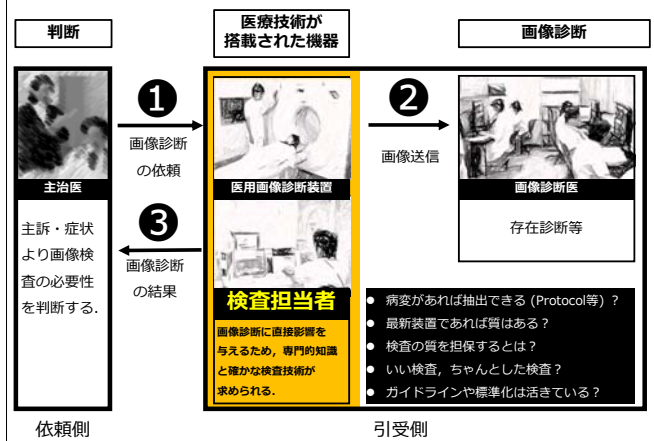 判断
医療技術が
搭載された機器
画像診断
主治医
主訴・症状
より画像検
査の必要性
を判断する.
❶
画像診断
の依頼
❸
画像診断
の結果
医用画像診断装置
検査担当者
画像診断に直接影響を
与えるため，専門的知識
と確かな検査技術が
求められる.
❷
画像送信
画像診断医
存在診断等
● 病変があれば抽出できる (Protocol等) ？
● 最新装置であれば質はある？
● 検査の質を担保するとは？
● いい検査，ちゃんとした検査？
● ガイドラインや標準化は活きている？
依頼側
引受側